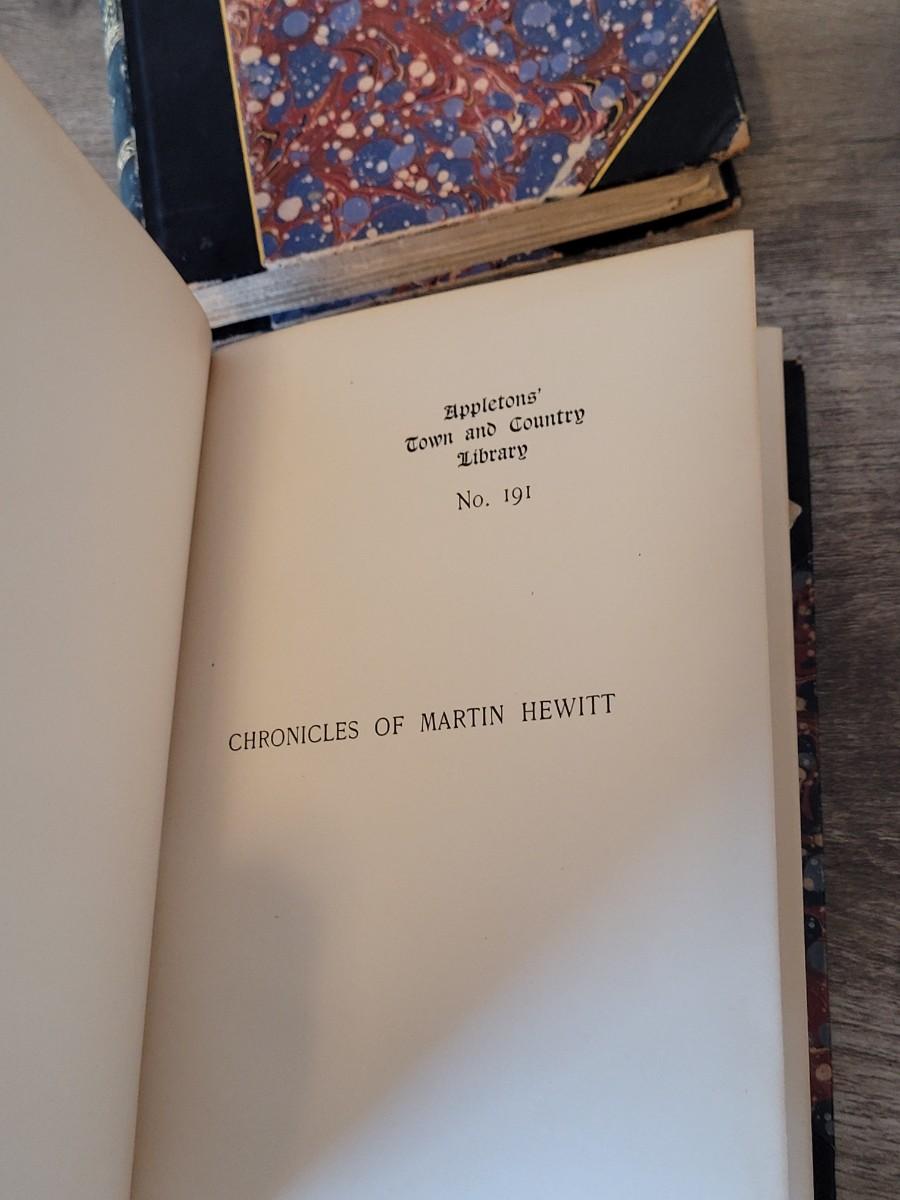 Appletons'
Town and Country
Library
No. 191
CHRONICLES OF MARTIN HEWITT